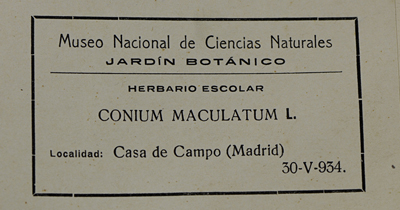 Museo Nacional de Ciencias Naturales
JARDÍN BOTÁNICO
HERBARIO ESCOLAR
CONIUM MACULATUM L.
Localidad: Casa de Campo (Madrid)
30-V-934.